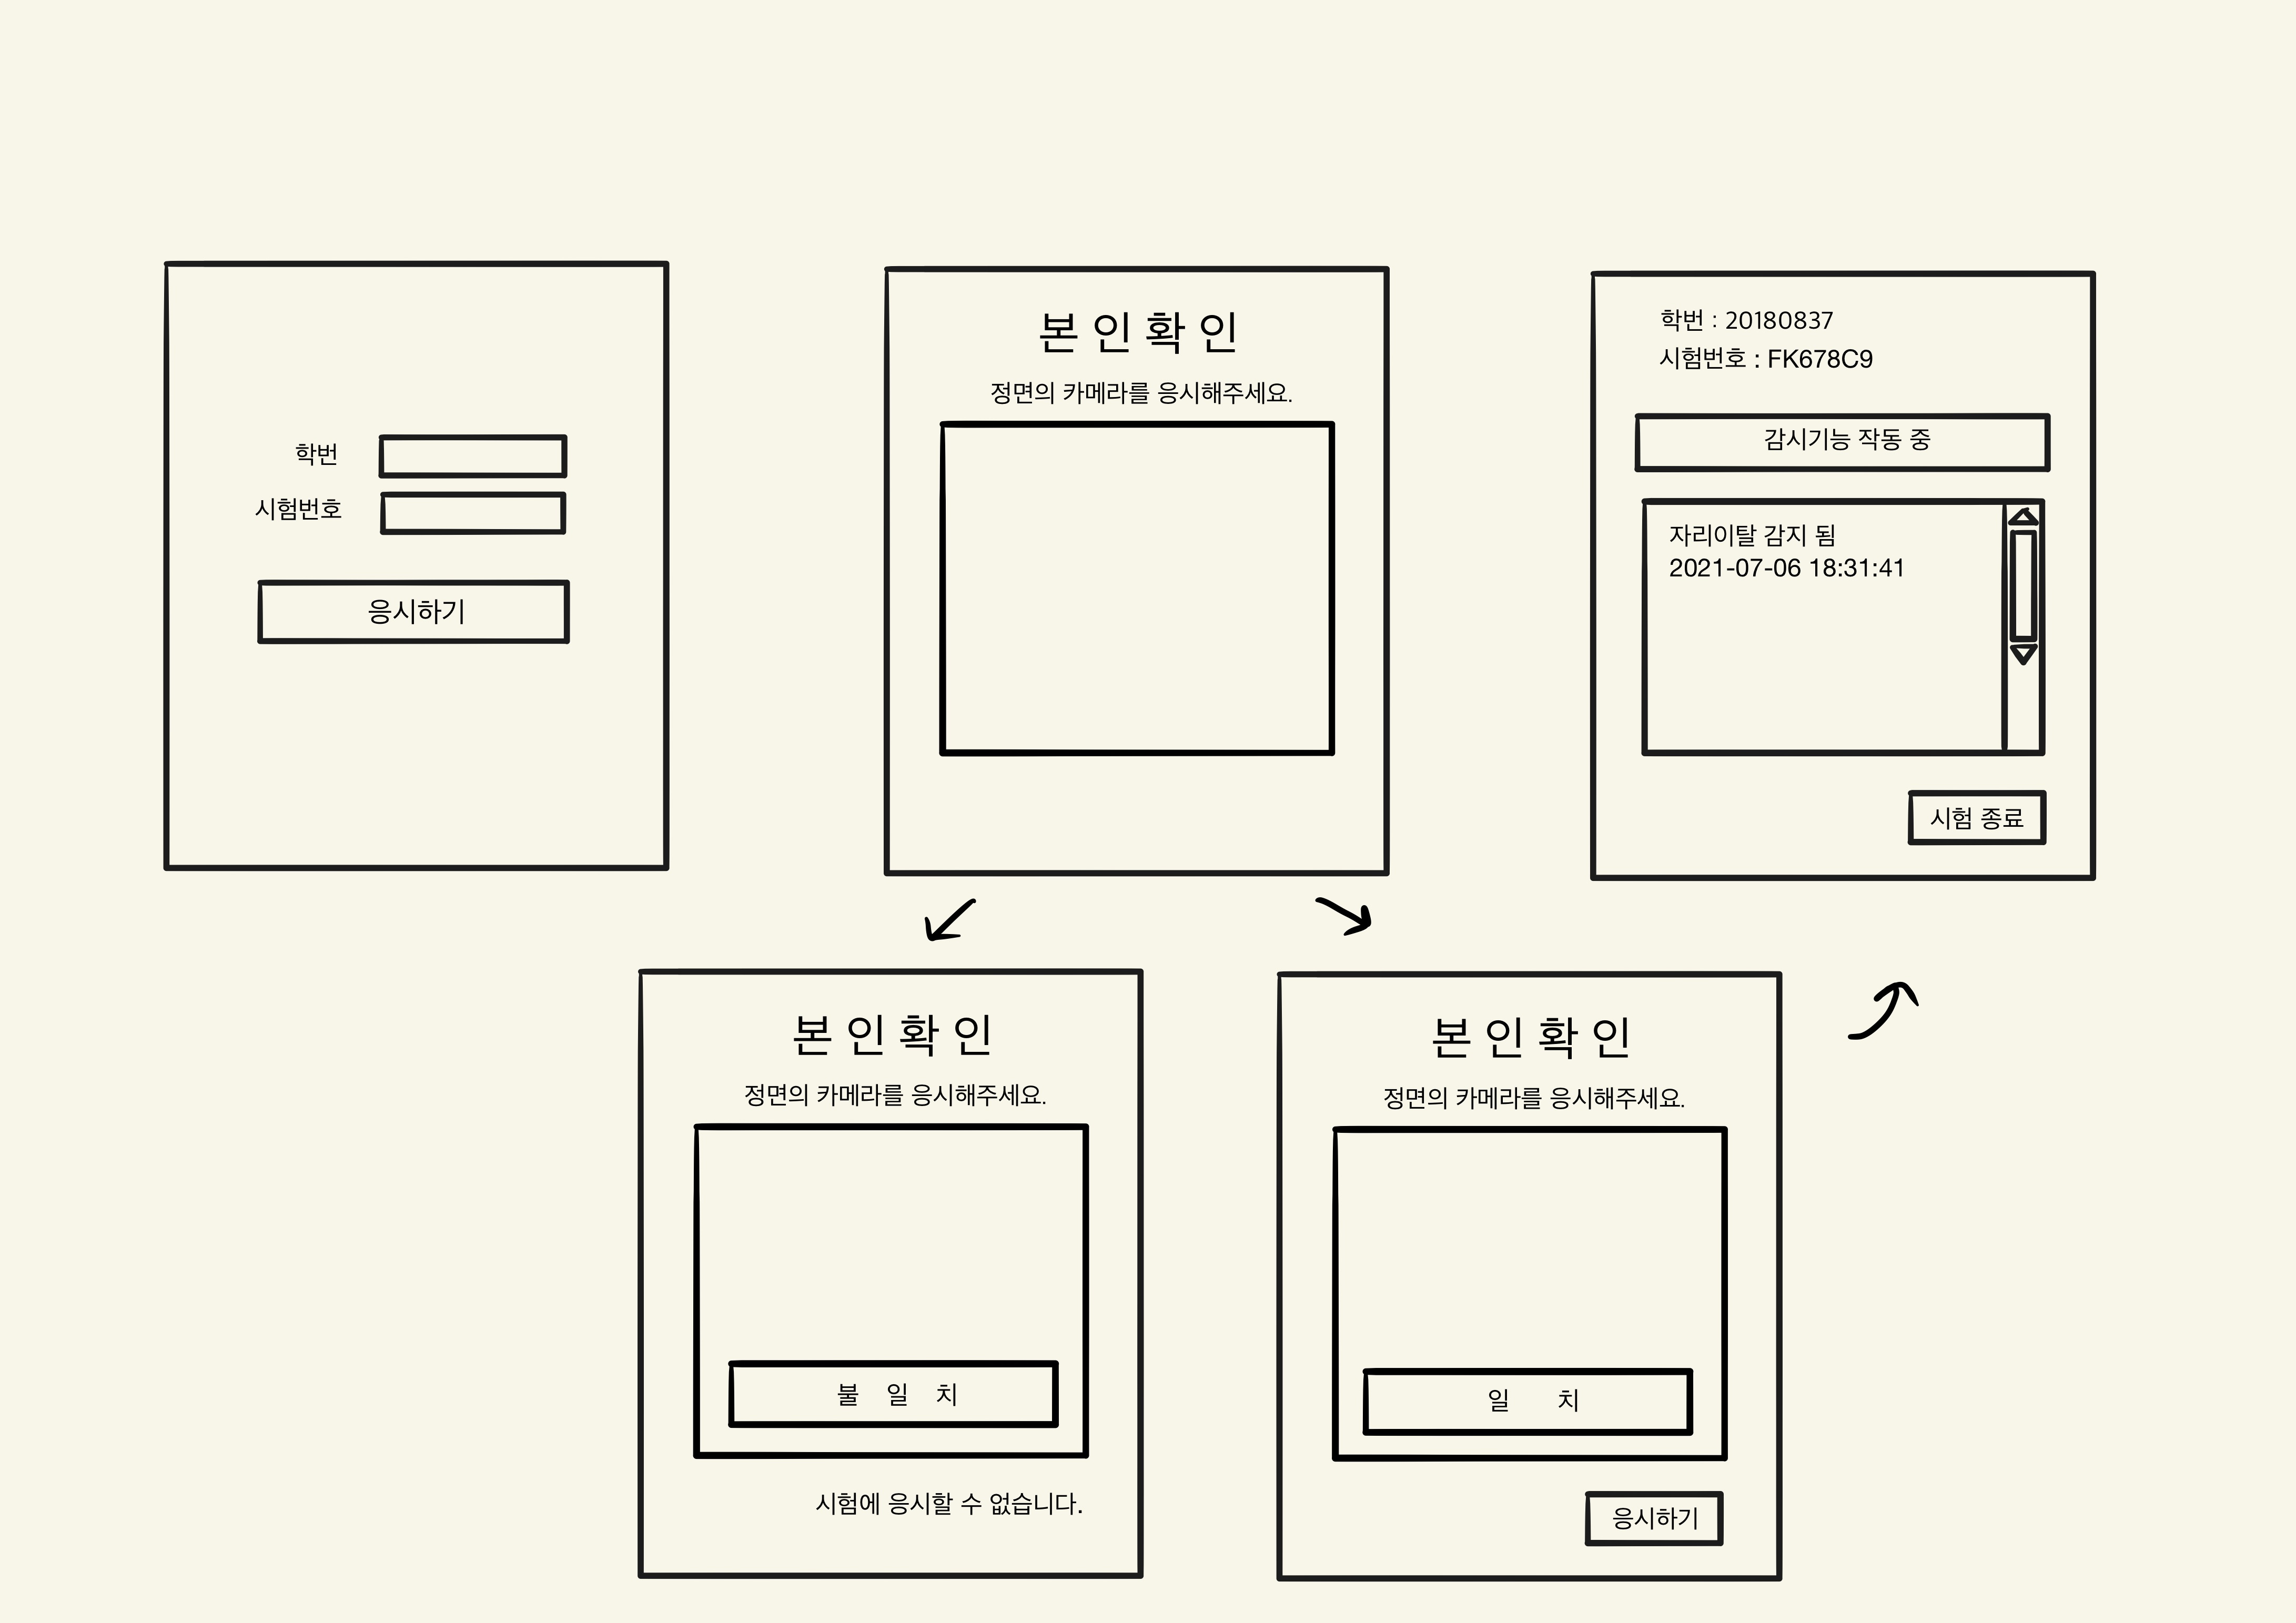 학번
시험번호
응시하기
본인확인
정면의 카메라를 응시해주세요.
학번 : 20180837
시험번호 : FK678C9
감시기능 작동 중
자리이탈 감지 됨
2021-07-06 18:31:41
시험 종료
본인확인
정면의 카메라를 응시해주세요.
불 일 치
시험에 응시할 수 없습니다.
본인확인
정면의 카메라를 응시해주세요.
일 치
응시하기